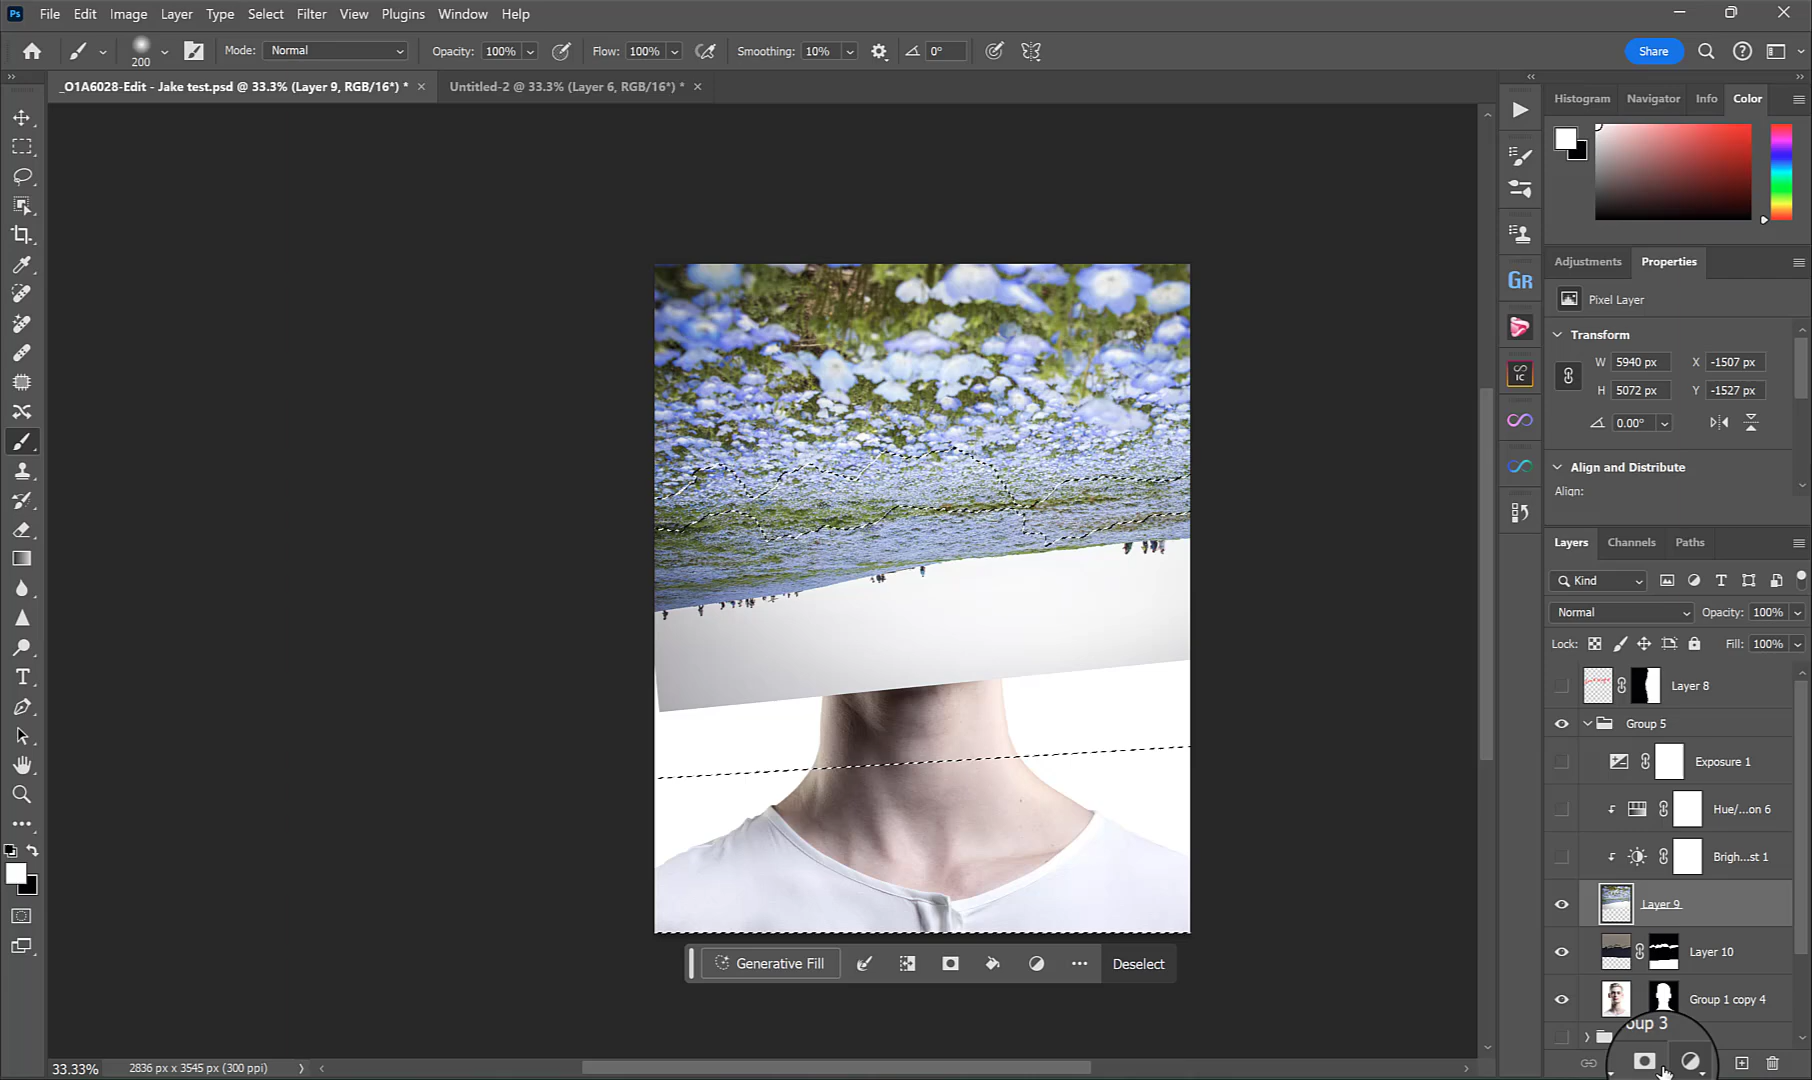 Ps File Edit Image Layer Type Select Filter View Plugins Window Help
200 Mode: Normal Opacity: 100% Flow: 100% Smoothing: 10% 0° Share
_O1A6028-Edit - Jake test.psd @ 33.3% (Layer 9, RGB/16*) * × Untitled-2 @ 33.3% (Layer 6, RGB/16*) * ×
Histogram Navigator Info Color
Gr
IC
Adjustments Properties
Pixel Layer
Transform
W 5940 px X -1507 px
H 5072 px Y -1527 px
0.00°
Align and Distribute
Align:
Layers Channels Paths
Kind
Normal Opacity: 100%
Lock: Fill: 100%
Layer 8
Group 5
Exposure 1
Hue/...on 6
Brigh...st 1
Layer 9
Layer 10
Group 1 copy 4
oup 3
Generative Fill Deselect
33.33% 2836 px x 3545 px (300 ppi)